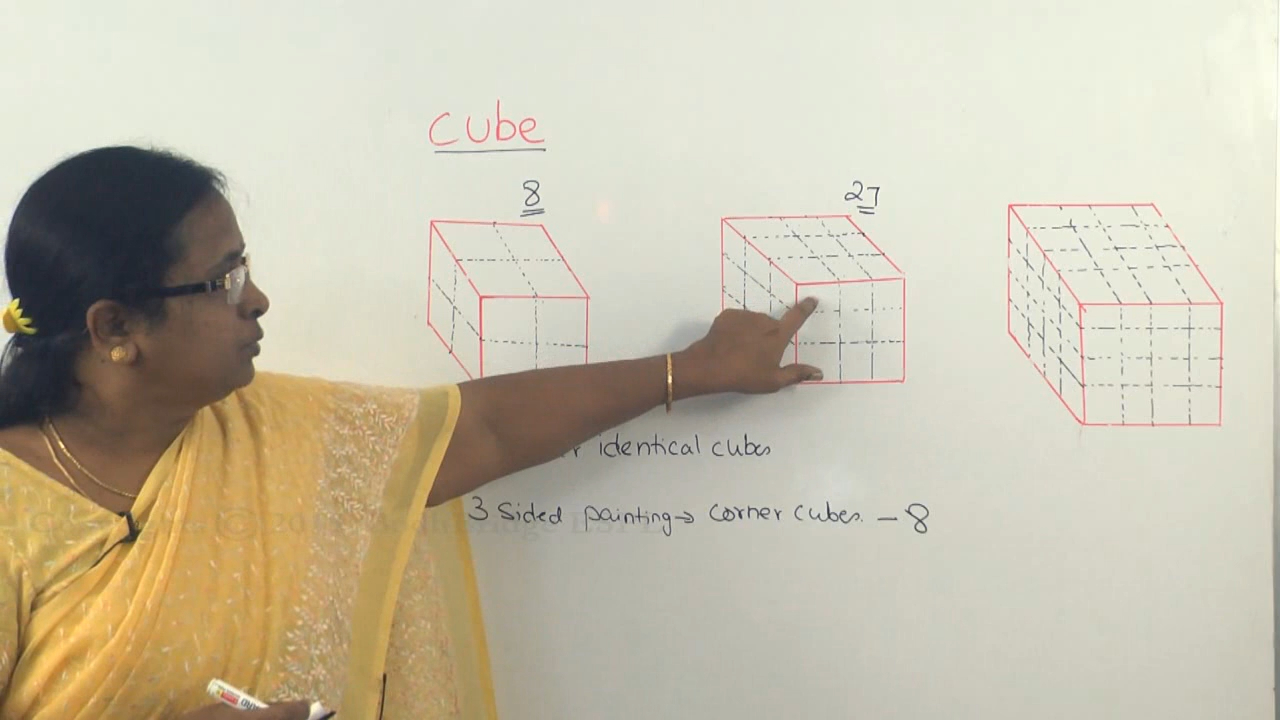 cube
8
27
identical cubes
3 Sided painting → corner cubes. - 8